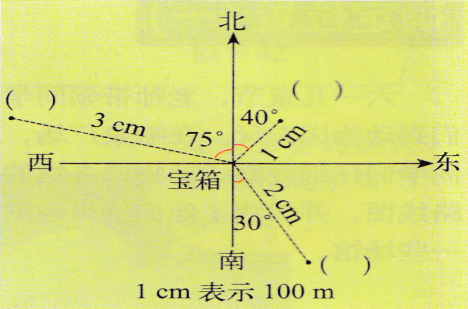 北
(    )
(    )
3 cm
75°
40°
1 cm
西
东
宝箱
2 cm
30°
南
(    )
1 cm 表示 100 m